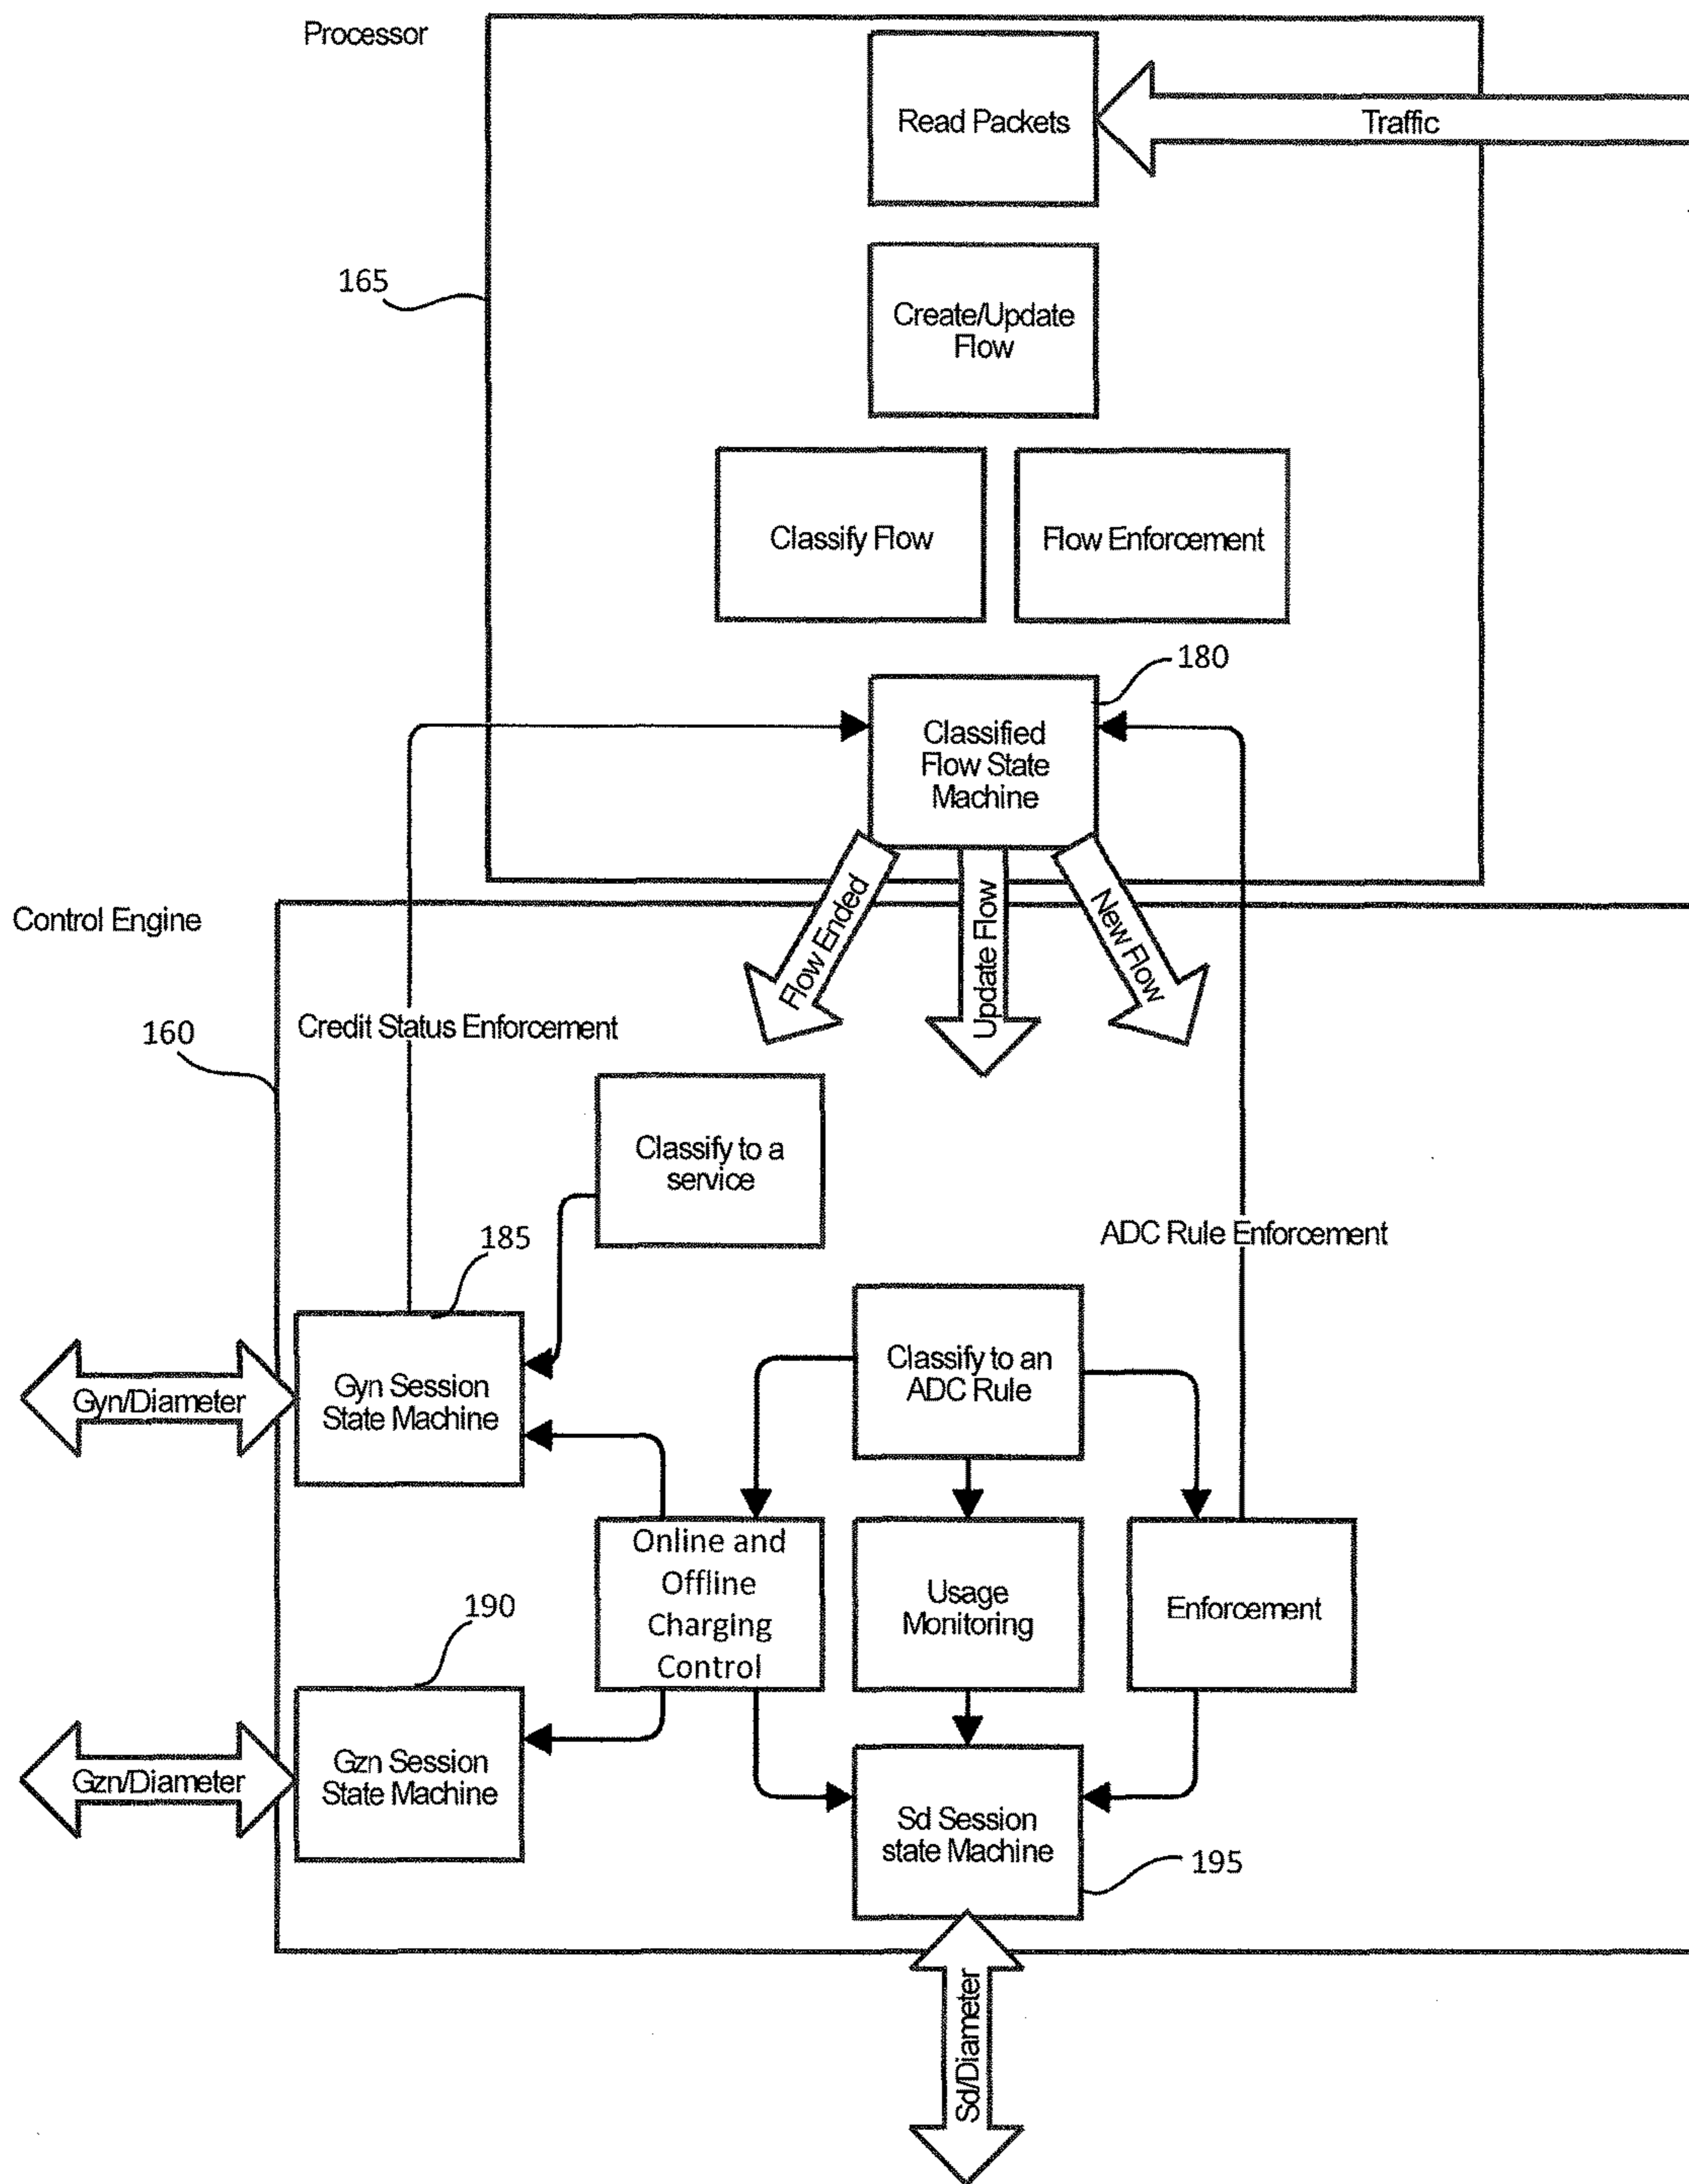 Processor
Read Packets
Traffic
165
Create/Update
Flow
Classify Flow
Flow Enforcement
180
Classified
Flow State
Machine
Control Engine
Flow Ended
Update Flow
New Flow
160
Credit Status Enforcement
Classify to a
service
185
ADC Rule Enforcement
Gyn/Diameter
Gyn Session
State Machine
Classify to an
ADC Rule
190
Online and
Offline
Charging
Control
Usage
Monitoring
Enforcement
Gzn/Diameter
Gzn Session
State Machine
Sd Session
state Machine
195
Sd/Diameter